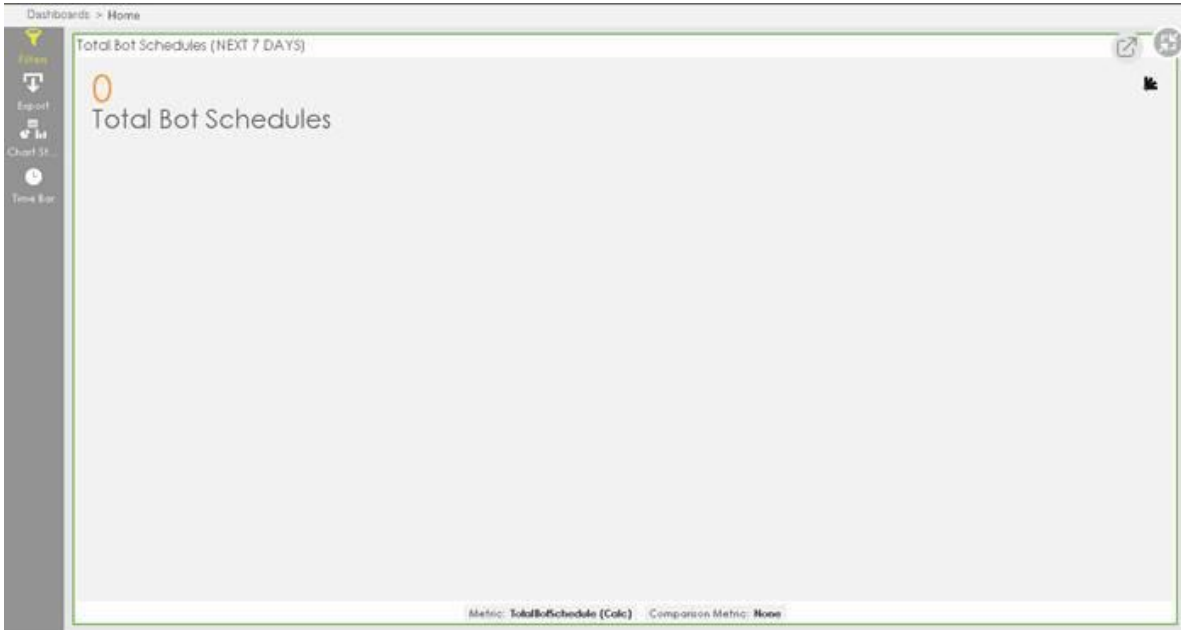 Dashboards > Home
Filters
Total Bot Schedules (NEXT 7 DAYS)
Export
0
Total Bot Schedules
Chart St...
Time Bar
Metric: TotalBotSchedule (Calc) Comparison Metric: None